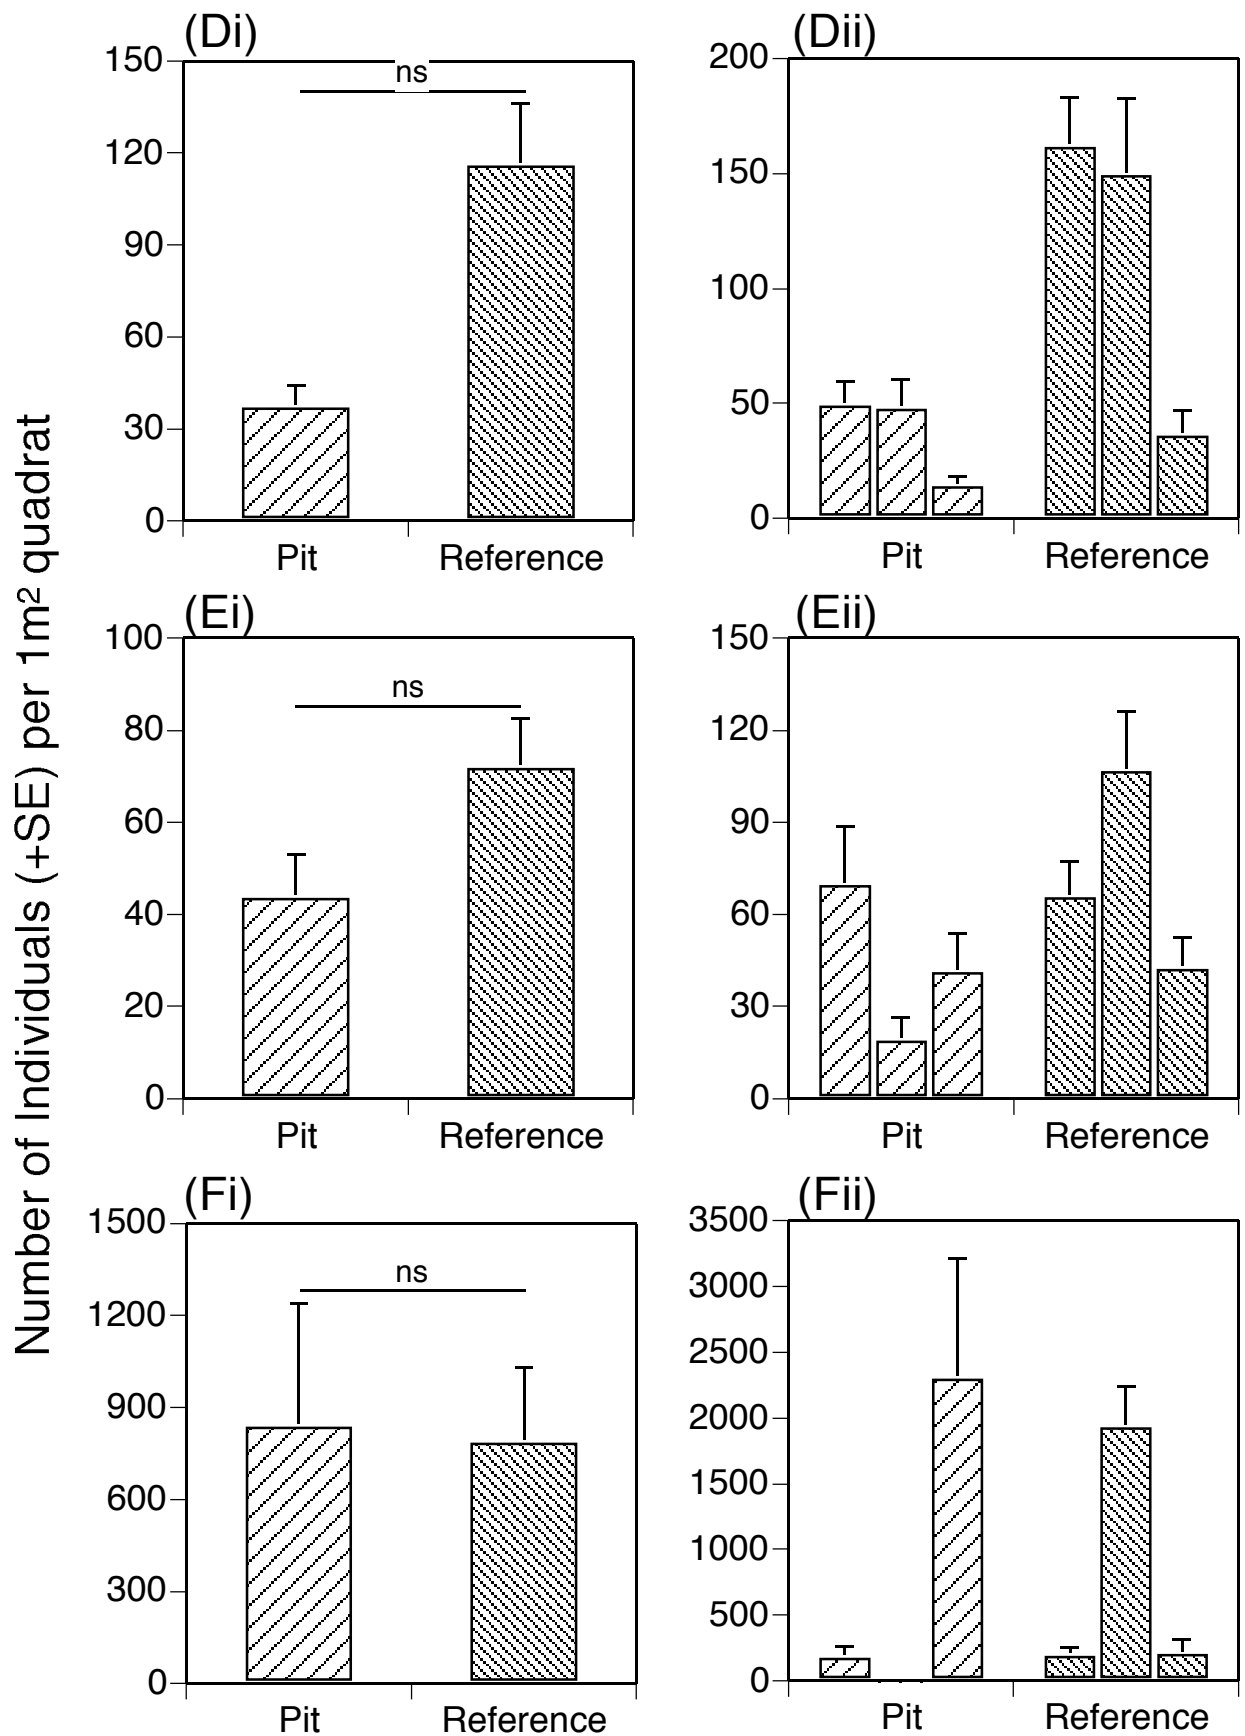 Number of Individuals (+SE) per 1m² quadrat
(Di)
150
120
90
60
30
0
ns
Pit Reference
(Dii)
200
150
100
50
0
Pit Reference
(Ei)
100
80
60
40
20
0
ns
Pit Reference
(Eii)
150
120
90
60
30
0
Pit Reference
(Fi)
1500
1200
900
600
300
0
ns
Pit Reference
(Fii)
3500
3000
2500
2000
1500
1000
500
0
Pit Reference